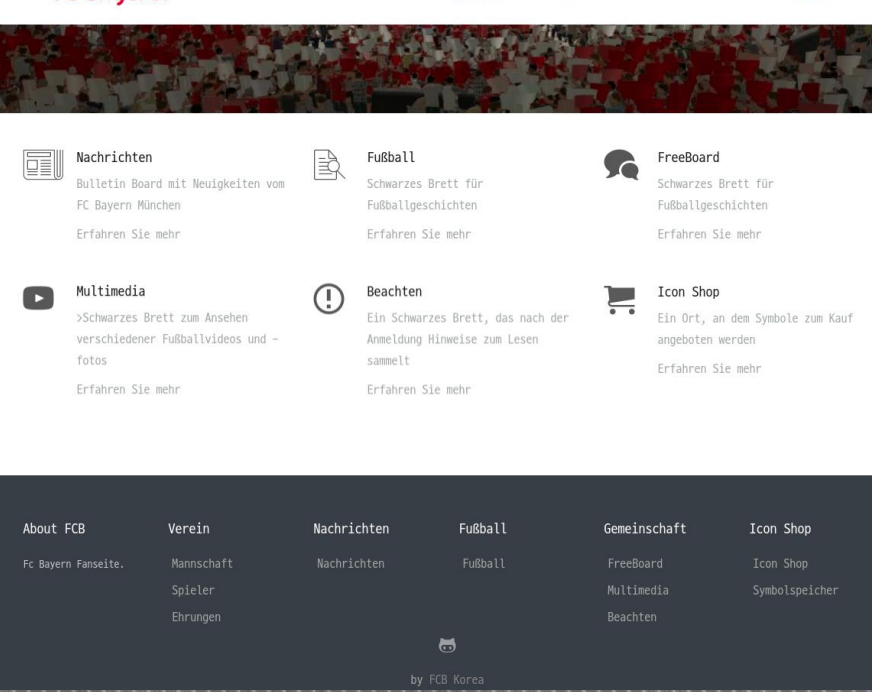 Nachrichten
Bulletin Board mit Neuigkeiten vom
FC Bayern München
Erfahren Sie mehr
Fußball
Schwarzes Brett für
Fußballgeschichten
Erfahren Sie mehr
FreeBoard
Schwarzes Brett für
Fußballgeschichten
Erfahren Sie mehr
Multimedia
>Schwarzes Brett zum Ansehen
verschiedener Fußballvideos und -
fotos
Erfahren Sie mehr
Beachten
Ein Schwarzes Brett, das nach der
Anmeldung Hinweise zum Lesen
sammelt
Erfahren Sie mehr
Icon Shop
Ein Ort, an dem Symbole zum Kauf
angeboten werden
Erfahren Sie mehr
About FCB
Fc Bayern Fanseite.
Verein
Mannschaft
Spieler
Ehrungen
Nachrichten
Nachrichten
Fußball
Fußball
Gemeinschaft
FreeBoard
Multimedia
Beachten
Icon Shop
Icon Shop
Symbolspeicher
by FCB Korea